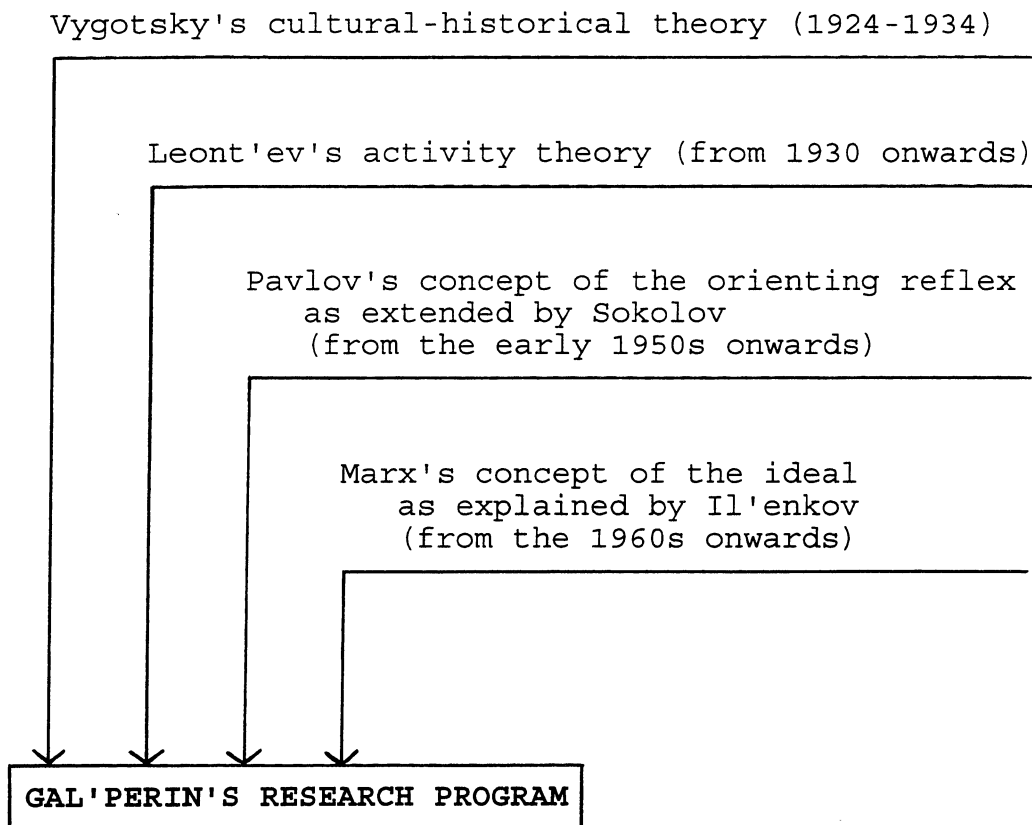 Vygotsky's cultural-historical theory (1924-1934)
Leont'ev's activity theory (from 1930 onwards)
Pavlov's concept of the orienting reflex
as extended by Sokolov
(from the early 1950s onwards)
Marx's concept of the ideal
as explained by Il'enkov
(from the 1960s onwards)
GAL'PERIN'S RESEARCH PROGRAM